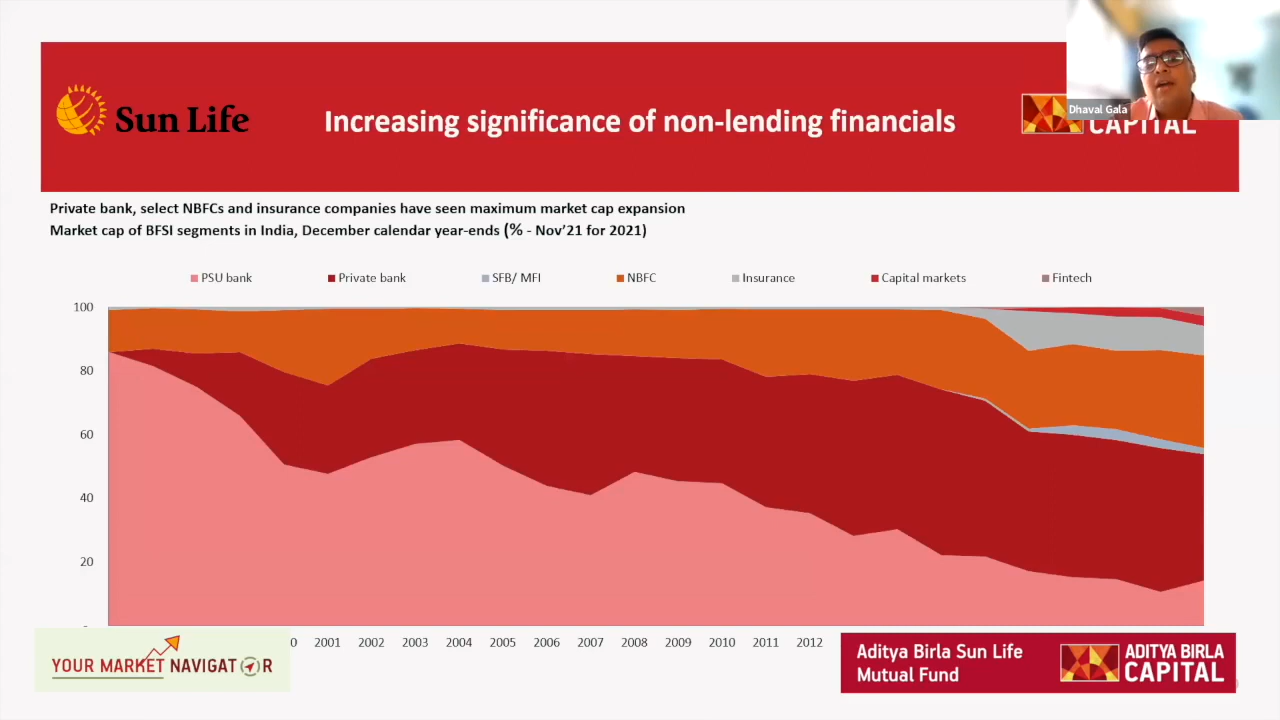 Sun Life
Increasing significance of non-lending financials
CAPITAL
Dhaval Gala
Private bank, select NBFCs and insurance companies have seen maximum market cap expansion
Market cap of BFSI segments in India, December calendar year-ends (% - Nov'21 for 2021)
PSU bank Private bank SFB/ MFI NBFC Insurance Capital markets Fintech
100
80
60
40
20
0 2001 2002 2003 2004 2005 2006 2007 2008 2009 2010 2011 2012
YOUR MARKET NAVIGATOR
Aditya Birla Sun Life
Mutual Fund
ADITYA BIRLA
CAPITAL